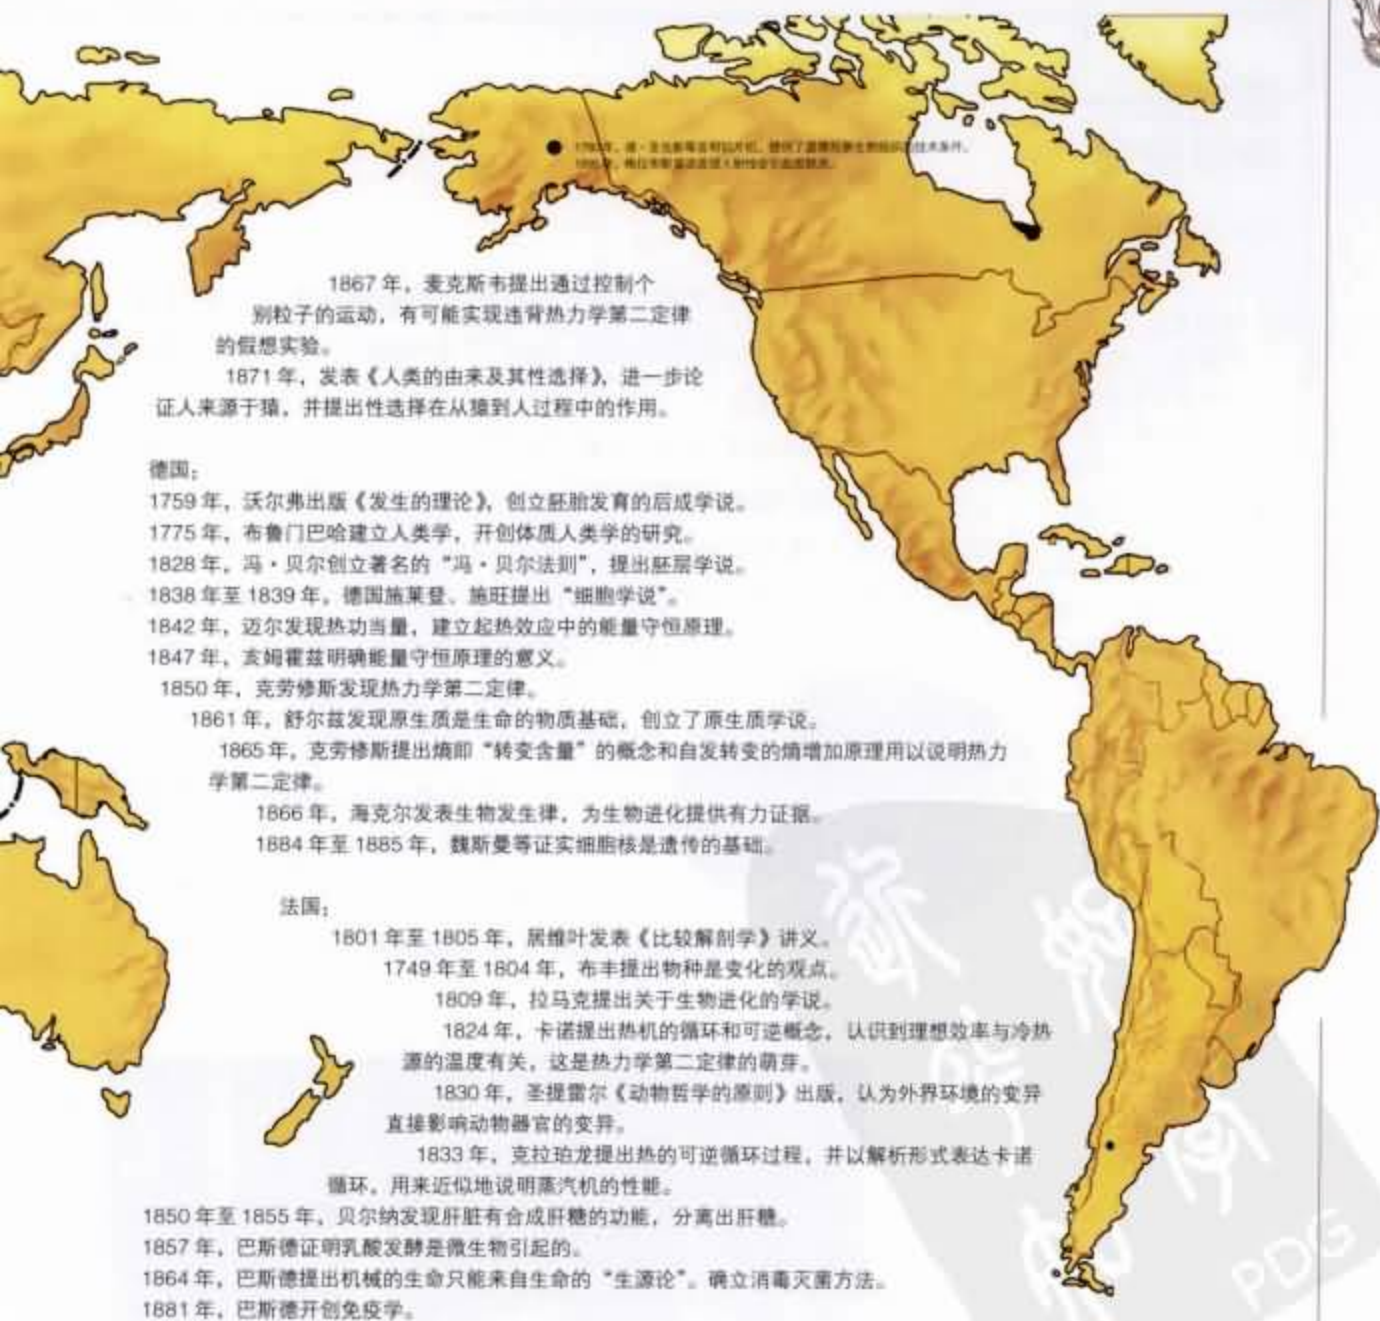 1867 年，麦克斯韦提出通过控制个
别粒子的运动，有可能实现违背热力学第二定律
的假想实验。
1871 年，发表《人类的由来及其性选择》，进一步论
证人来源于猿，并提出性选择在从猿到人过程中的作用。
德国：
1759 年，沃尔弗出版《发生的理论》，创立胚胎发育的后成学说。
1775 年，布鲁门巴哈建立人类学，开创体质人类学的研究。
1828 年，冯·贝尔创立著名的“冯·贝尔法则”，提出胚层学说。
1838 年至 1839 年，德国施莱登、施旺提出“细胞学说”。
1842 年，迈尔发现热功当量，建立起热效应中的能量守恒原理。
1847 年，亥姆霍兹明确能量守恒原理的意义。
1850 年，克劳修斯发现热力学第二定律。
1861 年，舒尔兹发现原生质是生命的物质基础，创立了原生质学说。
1865 年，克劳修斯提出熵即“转变含量”的概念和自发转变的熵增加原理用以说明热力
学第二定律。
1866 年，海克尔发表生物发生律，为生物进化提供有力证据。
1884 年至 1885 年，魏斯曼等证实细胞核是遗传的基础。
法国：
1801 年至 1805 年，居维叶发表《比较解剖学》讲义。
1749 年至 1804 年，布丰提出物种是变化的观点。
1809 年，拉马克提出关于生物进化的学说。
1824 年，卡诺提出热机的循环和可逆概念，认识到理想效率与冷热
源的温度有关，这是热力学第二定律的萌芽。
1830 年，圣提雷尔《动物哲学的原则》出版，认为外界环境的变异
直接影响动物器官的变异。
1833 年，克拉珀龙提出热的可逆循环过程，并以解析形式表达卡诺
循环，用来近似地说明蒸汽机的性能。
1850 年至 1855 年，贝尔纳发现肝脏有合成肝糖的功能，分离出肝糖。
1857 年，巴斯德证明乳酸发酵是微生物引起的。
1864 年，巴斯德提出机械的生命只能来自生命的“生源论”。确立消毒灭菌方法。
1881 年，巴斯德开创免疫学。
PDG